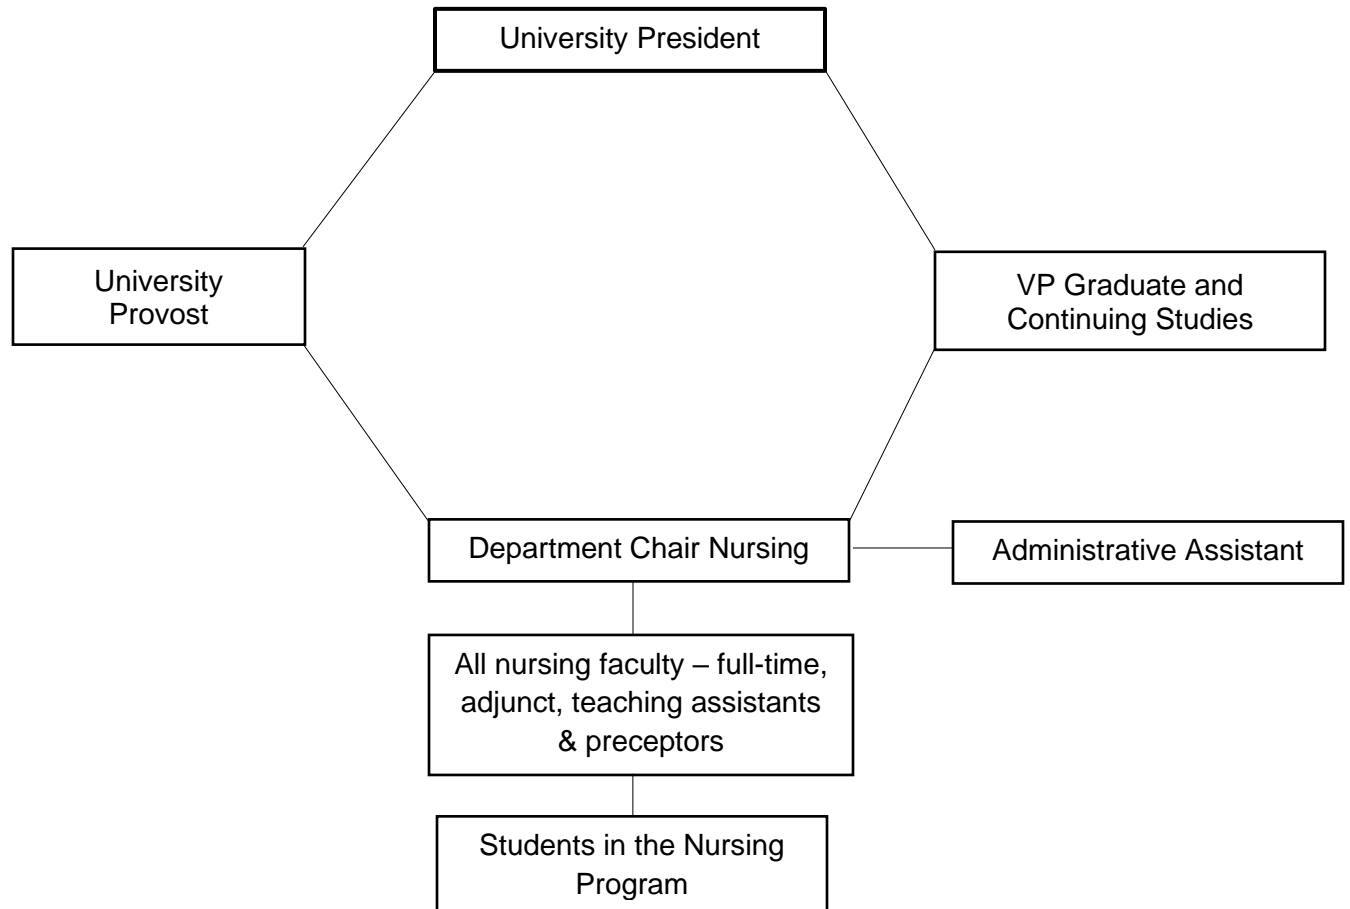 University President
University
Provost
VP Graduate and
Continuing Studies
Department Chair Nursing
Administrative Assistant
All nursing faculty – full-time,
adjunct, teaching assistants
& preceptors
Students in the Nursing
Program